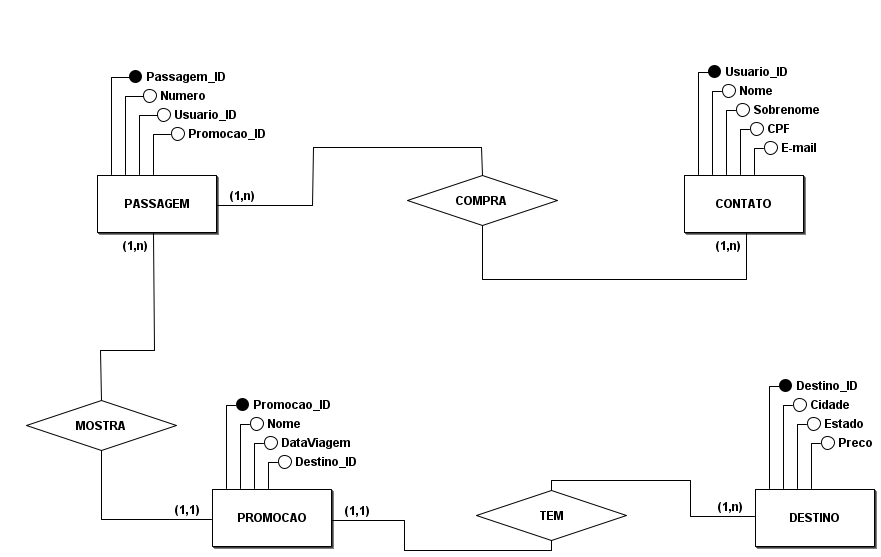 Passagem_ID
Numero
Usuario_ID
Promocao_ID
PASSAGEM
(1,n)
(1,n)
COMPRA
Usuario_ID
Nome
Sobrenome
CPF
E-mail
CONTATO
(1,n)
MOSTRA
Promocao_ID
Nome
DataViagem
Destino_ID
(1,1)
PROMOCAO
(1,1)
TEM
Destino_ID
Cidade
Estado
Preco
(1,n)
DESTINO